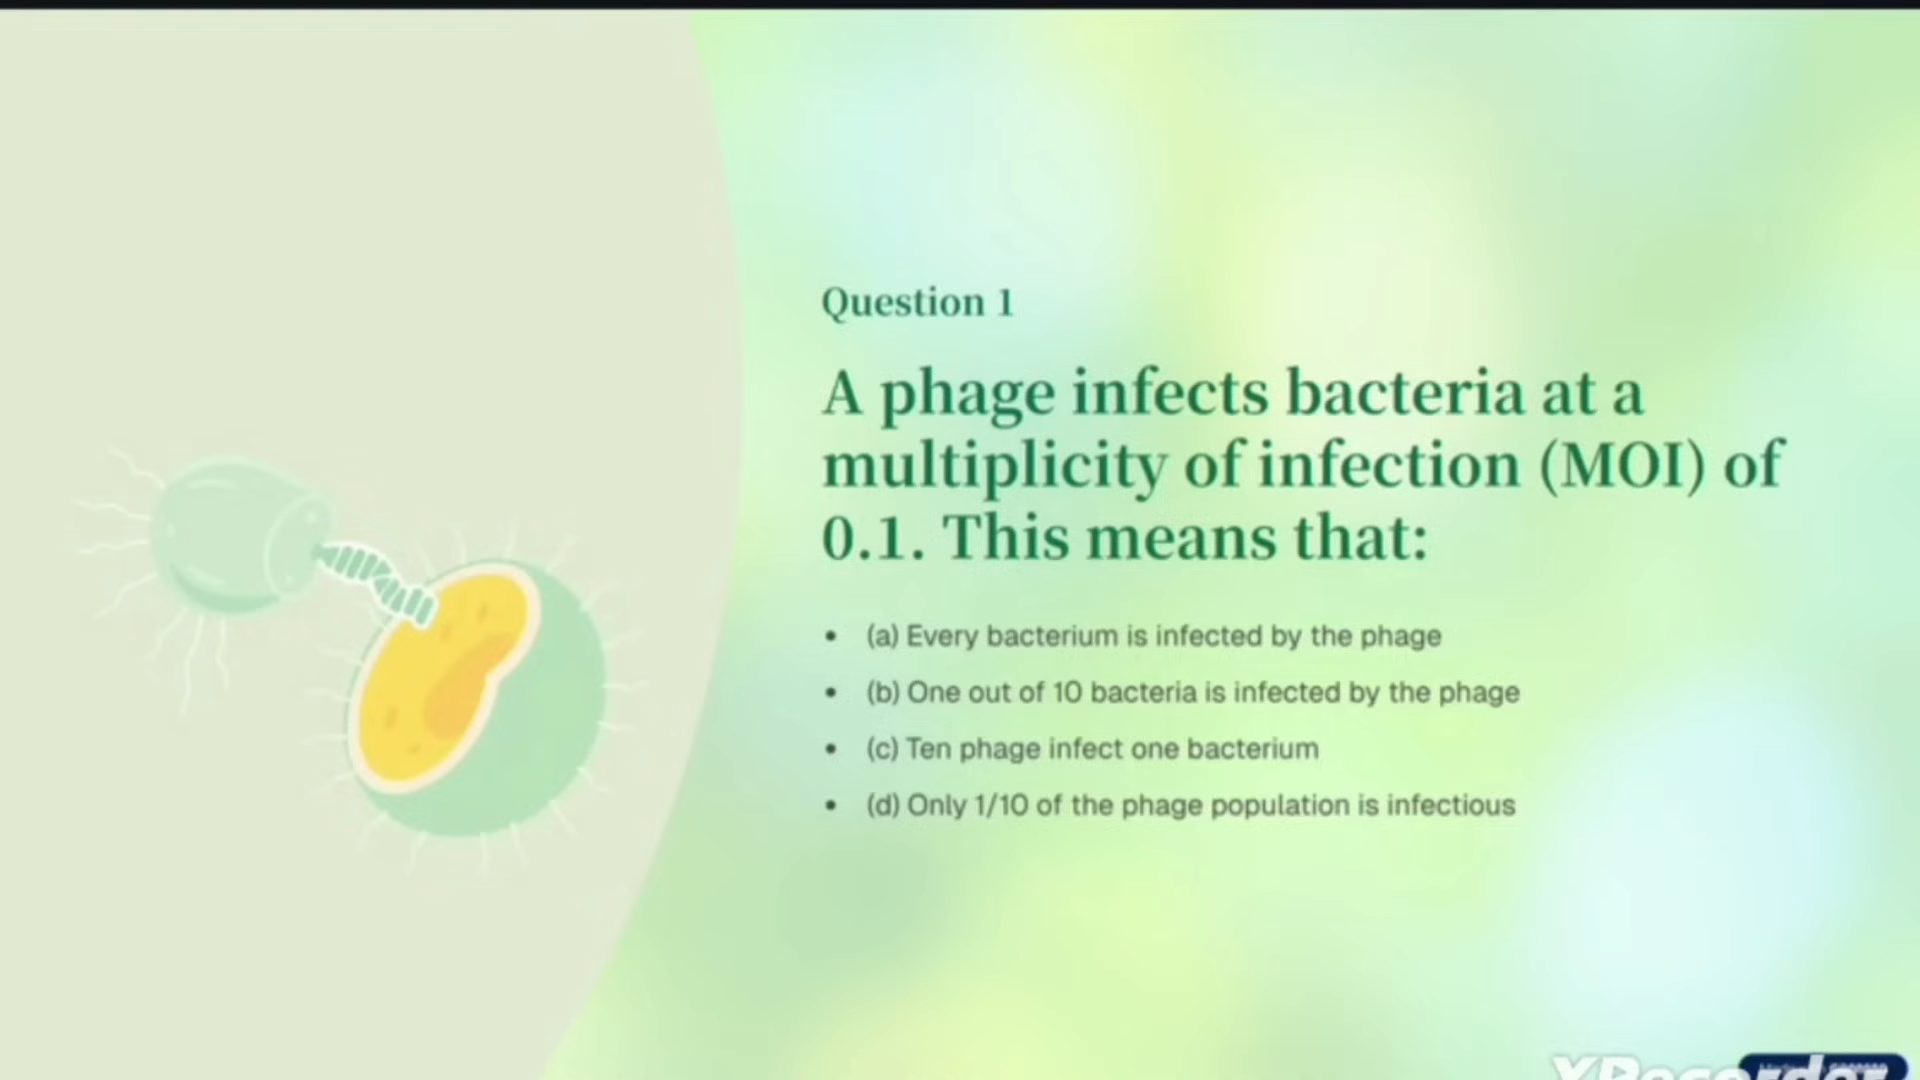 Question 1
A phage infects bacteria at a
multiplicity of infection (MOI) of
0.1. This means that:
• (a) Every bacterium is infected by the phage
• (b) One out of 10 bacteria is infected by the phage
• (c) Ten phage infect one bacterium
• (d) Only 1/10 of the phage population is infectious
XRecorder